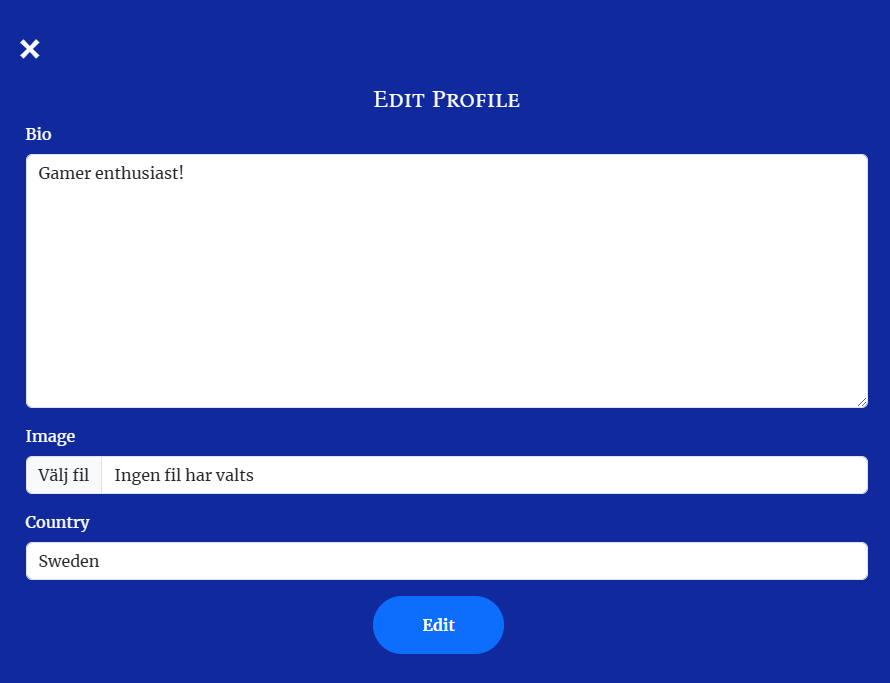 Edit Profile
Bio
Gamer enthusiast!
Image
Välj fil Ingen fil har valts
Country
Sweden
Edit